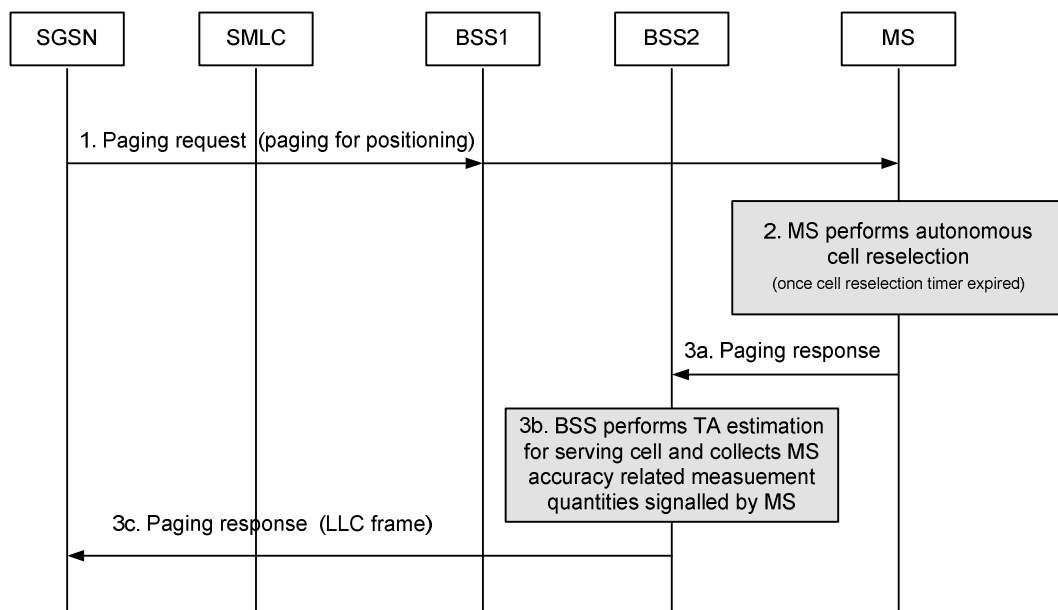 SGSN
SMLC
BSS1
BSS2
MS
1. Paging request (paging for positioning)
2. MS performs autonomous
cell reselection
(once cell reselection timer expired)
3a. Paging response
3b. BSS performs TA estimation
for serving cell and collects MS
accuracy related measuement
quantities signalled by MS
3c. Paging response (LLC frame)